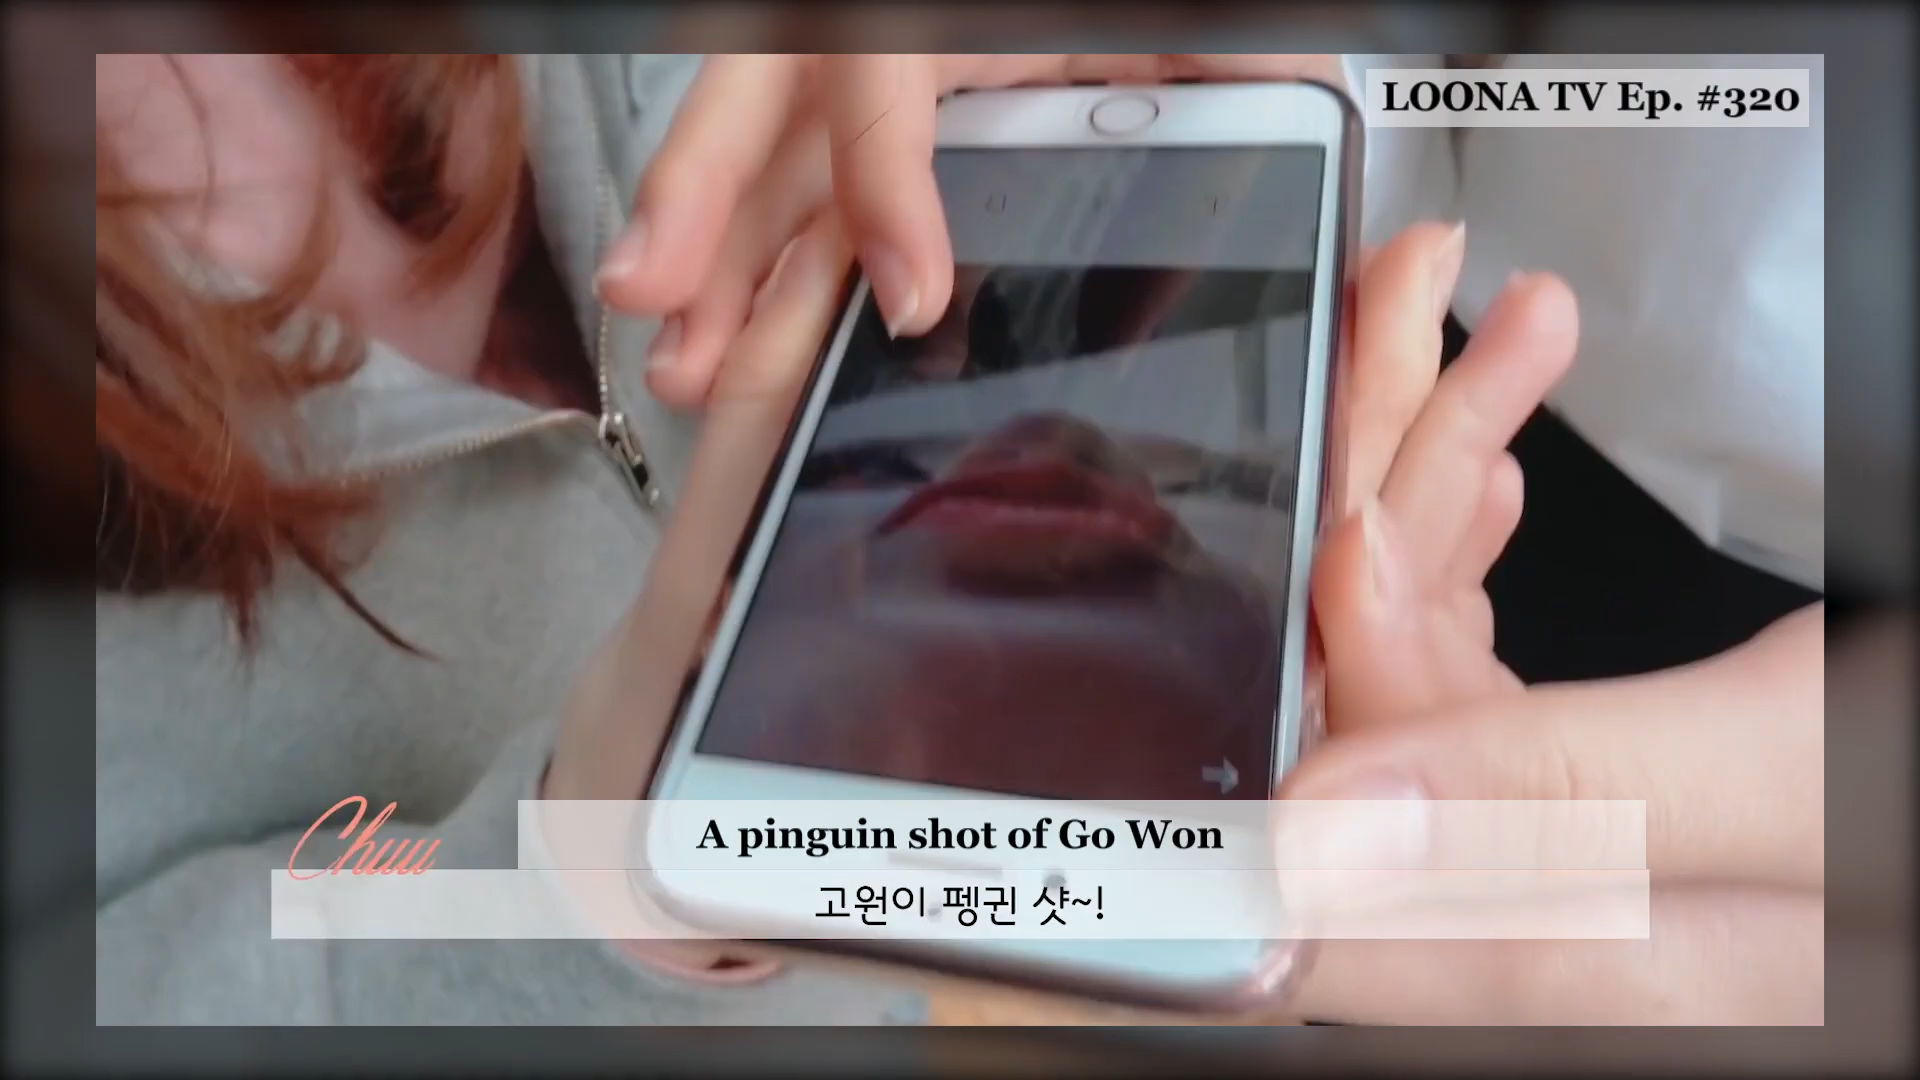 LOONA TV Ep. #320
Chuu
A pinguin shot of Go Won
고원이 펭귄 샷~!